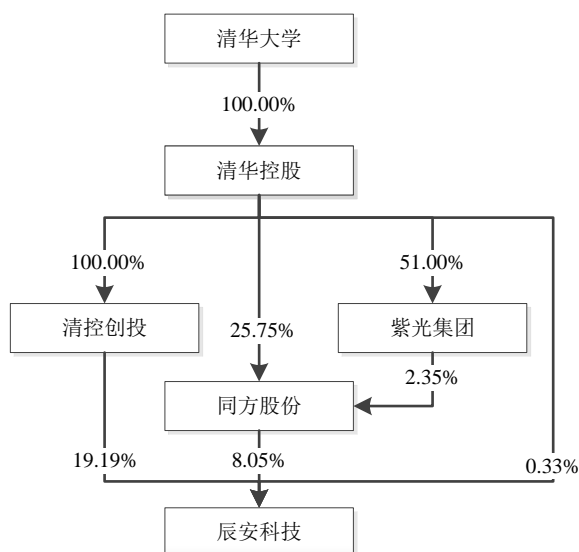 清华大学
100.00%
清华控股
100.00%
51.00%
清控创投
25.75%
紫光集团
2.35%
同方股份
19.19%
8.05%
0.33%
辰安科技